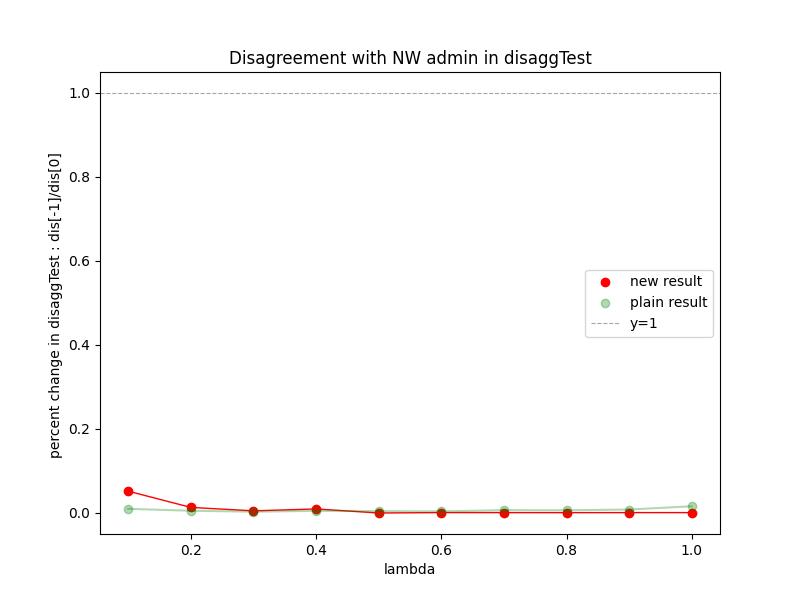 Disagreement with NW admin in disaggTest
percent change in disaggTest : dis[-1]/dis[0]
1.0
0.8
0.6
0.4
0.2
0.0
new result
plain result
y=1
0.2 0.4 0.6 0.8 1.0
lambda